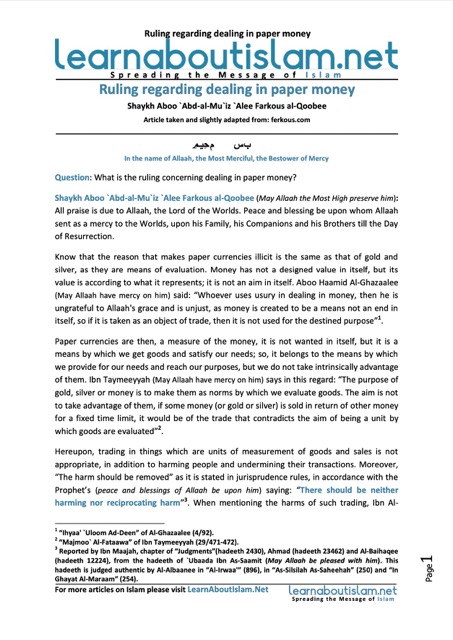 Ruling regarding dealing in paper money
learnaboutislam.net
Spreading the Message of Islam
Ruling regarding dealing in paper money
Shaykh Aboo `Abd-al-Mu`iz `Alee Farkous al-Qoobee
Article taken and slightly adapted from: ferkous.com
In the name of Allaah, the Most Merciful, the Bestower of Mercy
Question: What is the ruling concerning dealing in paper money?
Shaykh Aboo `Abd-al-Mu`iz `Alee Farkous al-Qoobee (May Allaah the Most High preserve him):
All praise is due to Allaah, the Lord of the Worlds. Peace and blessing be upon whom Allaah
sent as a mercy to the Worlds, upon his Family, his Companions and his Brothers till the Day
of Resurrection.
Know that the reason that makes paper currencies illicit is the same as that of gold and
silver, as they are means of evaluation. Money has not a designed value in itself, but its
value is according to what it represents; it is not an aim in itself. Aboo Haamid Al-Ghazaalee
(May Allaah have mercy on him) said: “Whoever uses usury in dealing in money, then he is
ungrateful to Allaah's grace and is unjust, as money is created to be a means not an end in
itself, so if it is taken as an object of trade, then it is not used for the destined purpose”1.
Paper currencies are then, a measure of the money, it is not wanted in itself, but it is a
means by which we get goods and satisfy our needs; so, it belongs to the means by which
we provide for our needs and reach our purposes, but we do not intrinsically advantage
of them. Ibn Taymeeyyah (May Allaah have mercy on him) says in this regard: “The purpose of
gold, silver or money is to make them as norms by which we evaluate goods. The aim is not
to take advantage of them, if some money (or gold or silver) is sold in return of other money
for a fixed time limit, it would be of the trade that contradicts the aim of being a unit by
which goods are evaluated”2.
Hereupon, trading in things which are units of measurement of goods and sales is not
appropriate, in addition to harming people and undermining their transactions. Moreover,
“The harm should be removed” as it is stated in jurisprudence rules, in accordance with the
Prophet’s (peace and blessings of Allaah be upon him) saying: “There should be neither
harming nor reciprocating harm”3. When mentioning the harms of such trading, Ibn Al-
1 “Ihyaa' `Uloom Ad-Deen” of Al-Ghazaalee (4/92).
2 “Majmoo` Al-Fataawa” of Ibn Taymeeyyah (29/471-472).
3 Reported by Ibn Maajah, chapter of “Judgments”(hadeeth 2430), Ahmad (hadeeth 23462) and Al-Baihaqee
(hadeeth 12224), from the hadeeth of `Ubaada Ibn As-Saamit (May Allaah be pleased with him). This
hadeeth is judged authentic by Al-Albaanee in “Al-Irwaa'” (896), in “As-Silsilah As-Saheehah” (250) and “In
Ghayat Al-Maraam” (254).
Page 1
For more articles on Islam please visit LearnAboutIslam.Net
learnaboutislam.net
Spreading the Message of Islam